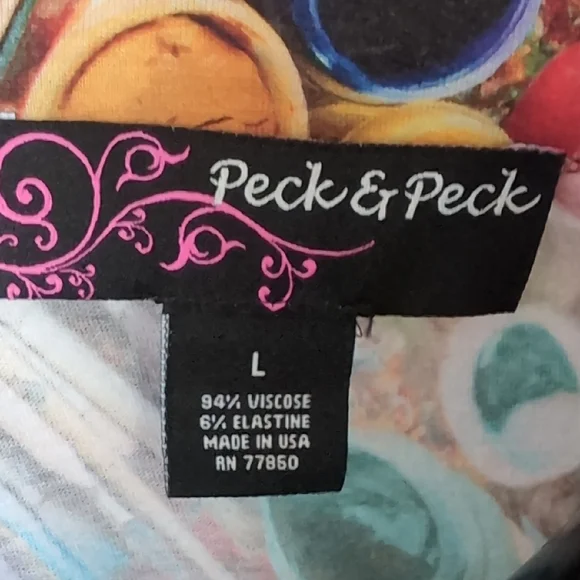 Peck & Peck
L
94% VISCOSE
6% ELASTINE
MADE IN USA
RN 77860